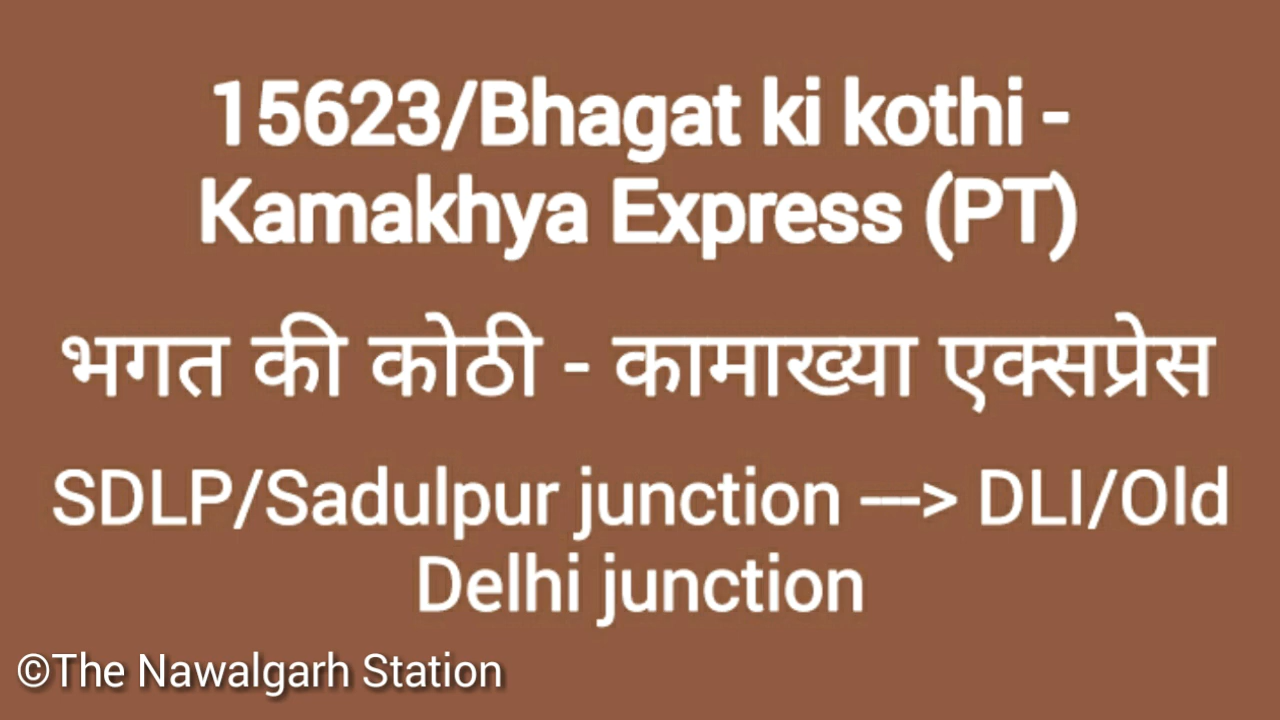 15623/Bhagat ki kothi -
Kamakhya Express (PT)
भगत की कोठी - कामाख्या एक्सप्रेस
SDLP/Sadulpur junction ---> DLI/Old
Delhi junction
©The Nawalgarh Station